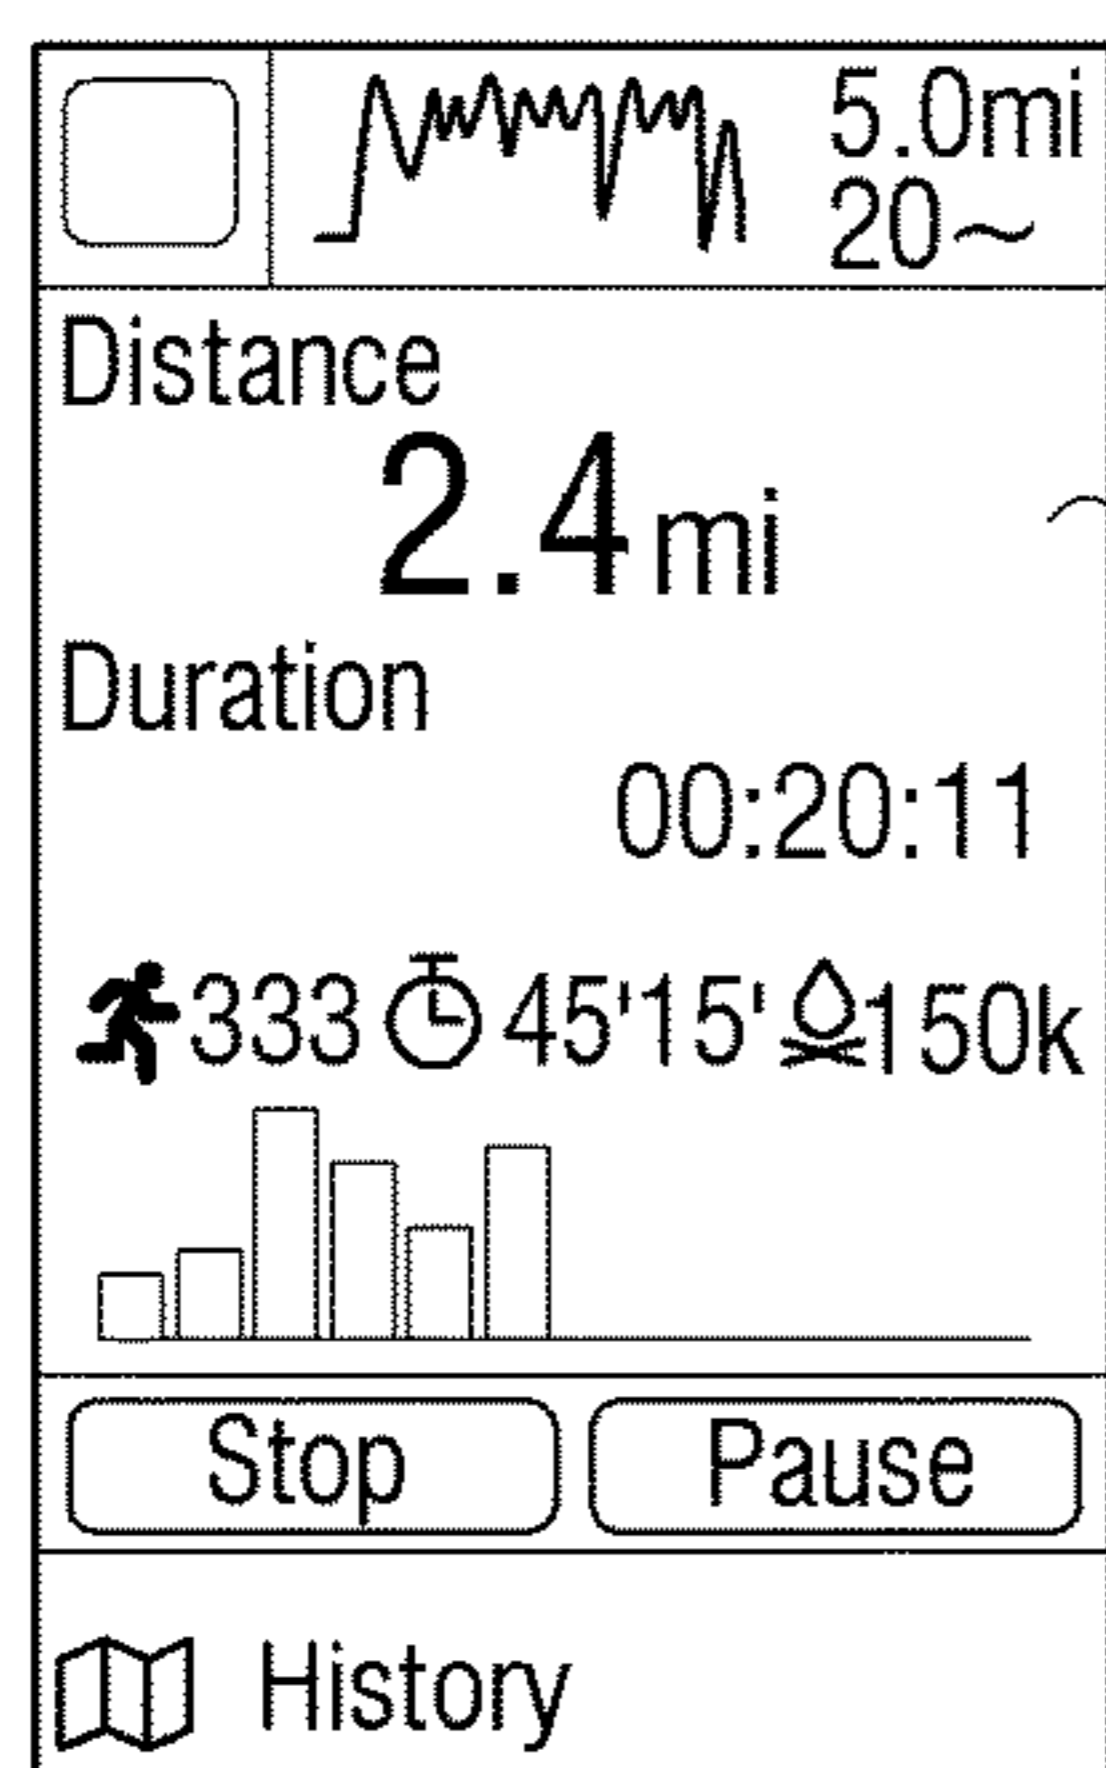 5.0mi
20~
Distance
2.4mi
Duration
00:20:11
333 45'15' 150k
Stop Pause
History